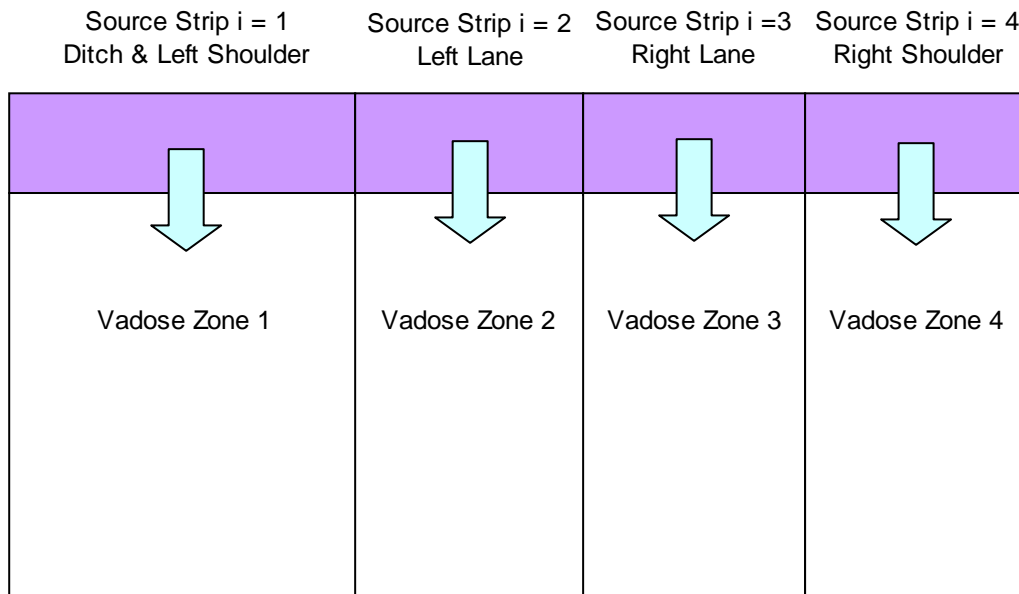 Source Strip i = 1
Ditch & Left Shoulder
Source Strip i = 2
Left Lane
Source Strip i =3
Right Lane
Source Strip i = 4
Right Shoulder
Vadose Zone 1
Vadose Zone 2
Vadose Zone 3
Vadose Zone 4